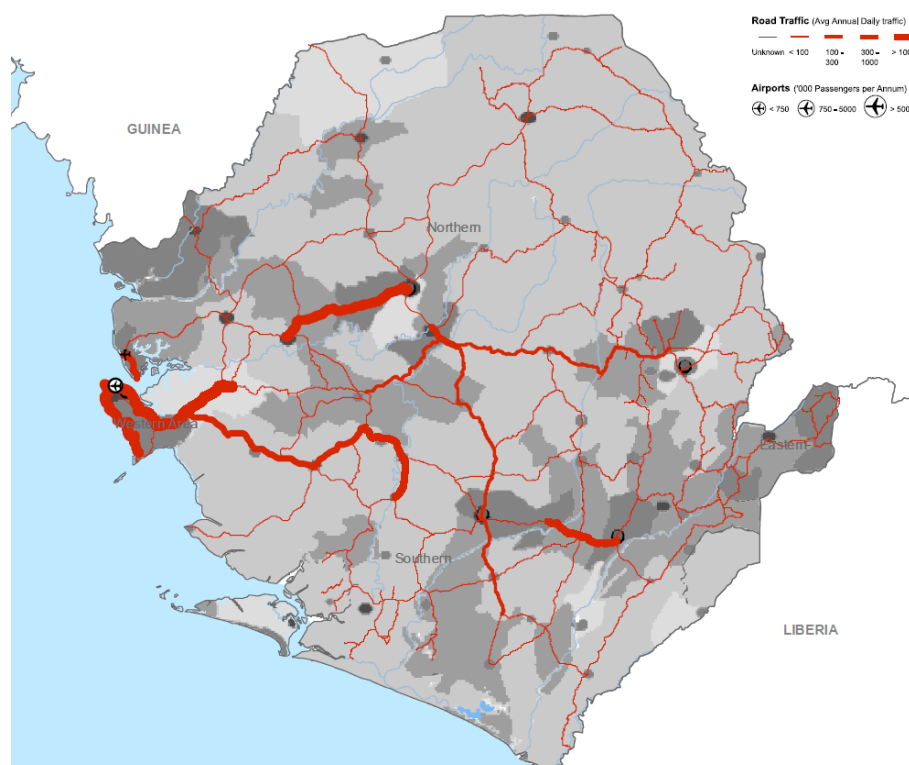 Road Traffic (Avg Annual Daily traffic)
Unknown < 100 100 - 300 300 - 1000 > 100
Airports ('000 Passengers per Annum)
< 750 750 - 5000 > 500
GUINEA
Northern
Western Area
Eastern
Southern
LIBERIA